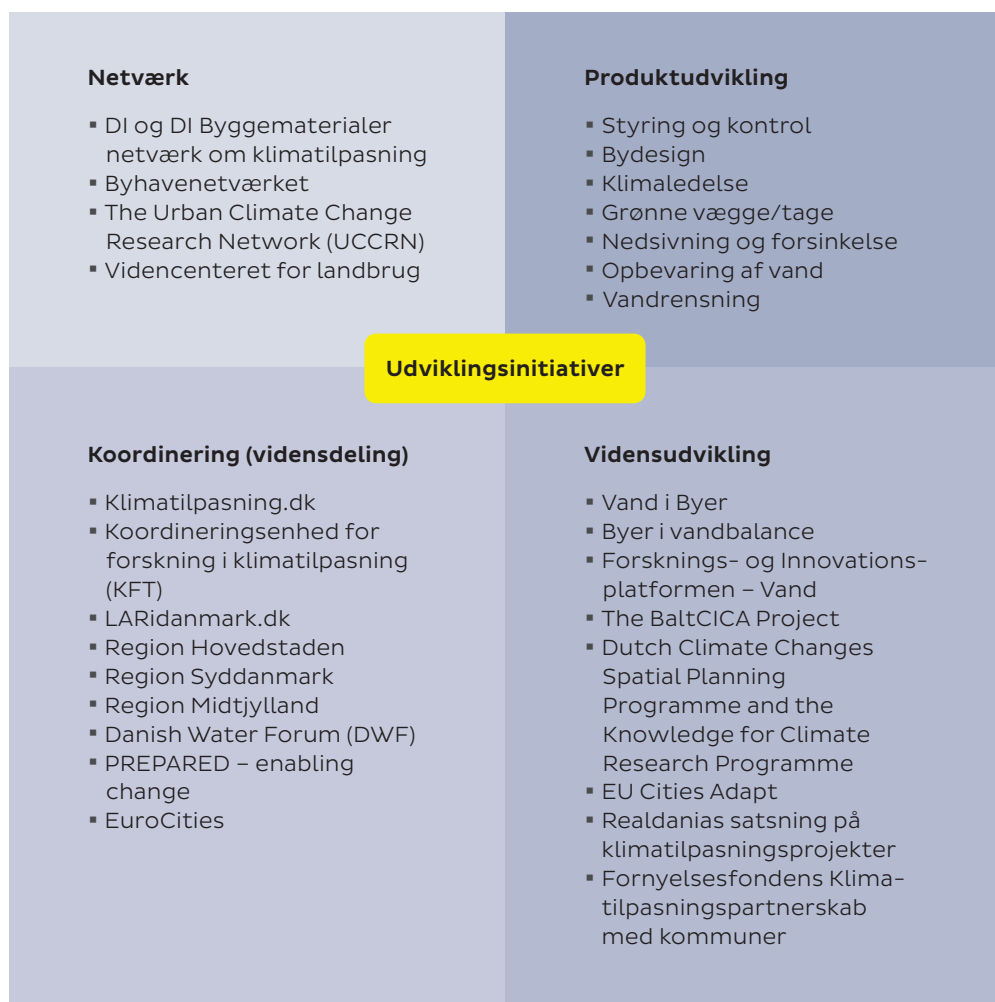 Netværk
▪ DI og DI Byggematerialer
netværk om klimatilpasning
▪ Byhavenetværket
▪ The Urban Climate Change
Research Network (UCCRN)
▪ Videncenteret for landbrug
Produktudvikling
▪ Styring og kontrol
▪ Bydesign
▪ Klimaledelse
▪ Grønne vægge/tage
▪ Nedsivning og forsinkelse
▪ Opbevaring af vand
▪ Vandrensning
Udviklingsinitiativer
Koordinering (vidensdeling)
▪ Klimatilpasning.dk
▪ Koordineringsenhed for
forskning i klimatilpasning
(KFT)
▪ LARidanmark.dk
▪ Region Hovedstaden
▪ Region Syddanmark
▪ Region Midtjylland
▪ Danish Water Forum (DWF)
▪ PREPARED – enabling
change
▪ EuroCities
Vidensudvikling
▪ Vand i Byer
▪ Byer i vandbalance
▪ Forsknings- og Innovations-
platformen – Vand
▪ The BaltCICA Project
▪ Dutch Climate Changes
Spatial Planning
Programme and the
Knowledge for Climate
Research Programme
▪ EU Cities Adapt
▪ Realdanias satsning på
klimatilpasningsprojekter
▪ Fornyelsesfondens Klima-
tilpasningspartnerskab
med kommuner